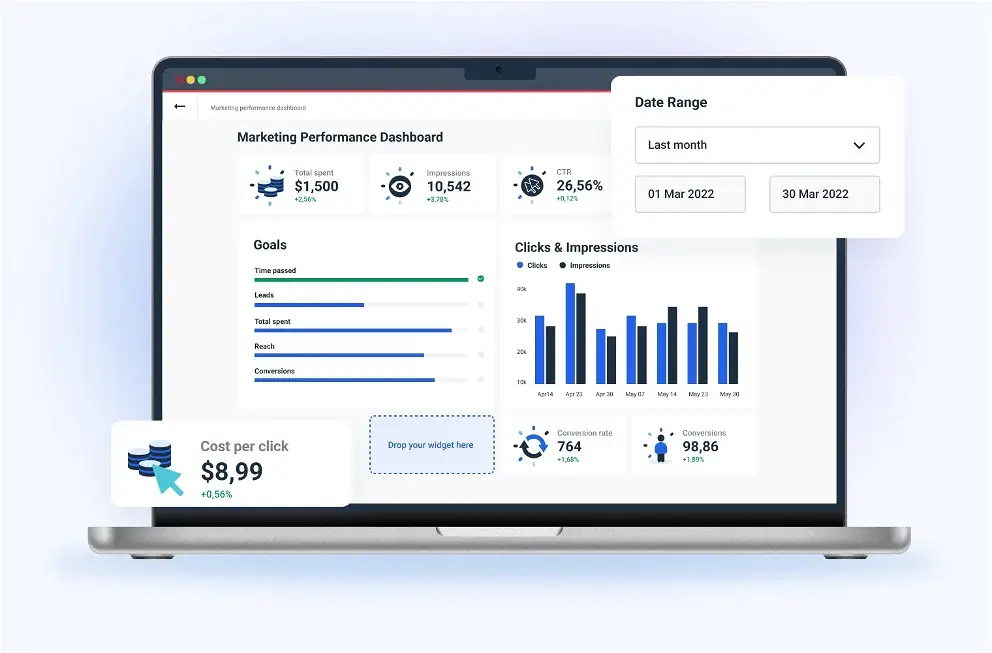 Marketing performance dashboard
Marketing Performance Dashboard
Total spent
$1,500
+2,56%
Impressions
10,542
+3,78%
CTR
26,56%
+0,12%
Date Range
Last month
01 Mar 2022
30 Mar 2022
Goals
Time passed
Leads
Total spent
Reach
Conversions
Clicks & Impressions
Clicks
Impressions
40k
30k
20k
10k
Apr14
Apr 23
Apr 30
May 07
May 14
May 23
May 30
Cost per click
$8,99
+0,56%
Drop your widget here
Conversion rate
764
+1,68%
Conversions
98,86
+1,89%